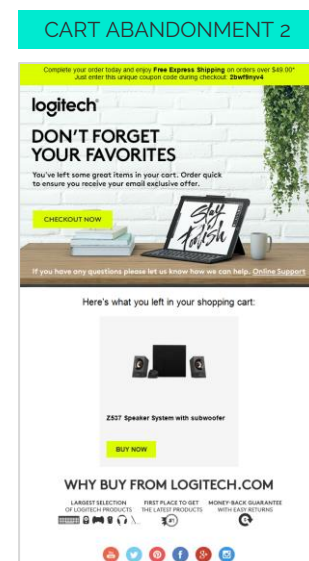 CART ABANDONMENT 2
Complete your order today and enjoy Free Express Shipping on orders over $49.00*
Just enter this unique coupon code during checkout: 2bwf9nyv4
logitech
DON'T FORGET
YOUR FAVORITES
You've left some great items in your cart. Order quick
to ensure you receive your email exclusive offer.
CHECKOUT NOW
Stay
Foolish
If you have any questions please let us know how we can help. Online Support
Here's what you left in your shopping cart:
Z537 Speaker System with subwoofer
BUY NOW
WHY BUY FROM LOGITECH.COM
LARGEST SELECTION
OF LOGITECH PRODUCTS
FIRST PLACE TO GET
THE LATEST PRODUCTS
MONEY-BACK GUARANTEE
WITH EASY RETURNS